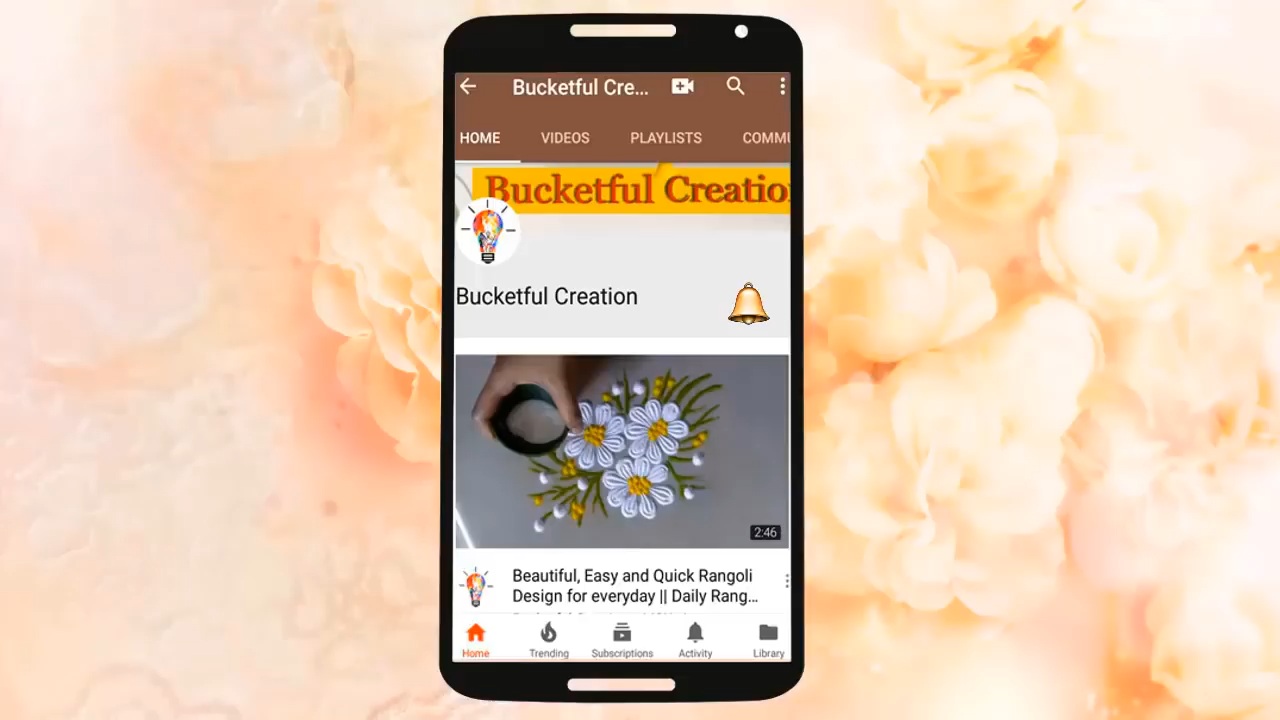 Bucketful Cre...
HOME VIDEOS PLAYLISTS COMMU
Bucketful Creation
Bucketful Creation
2:46
Beautiful, Easy and Quick Rangoli
Design for everyday || Daily Rang...
Home Trending Subscriptions Activity Library